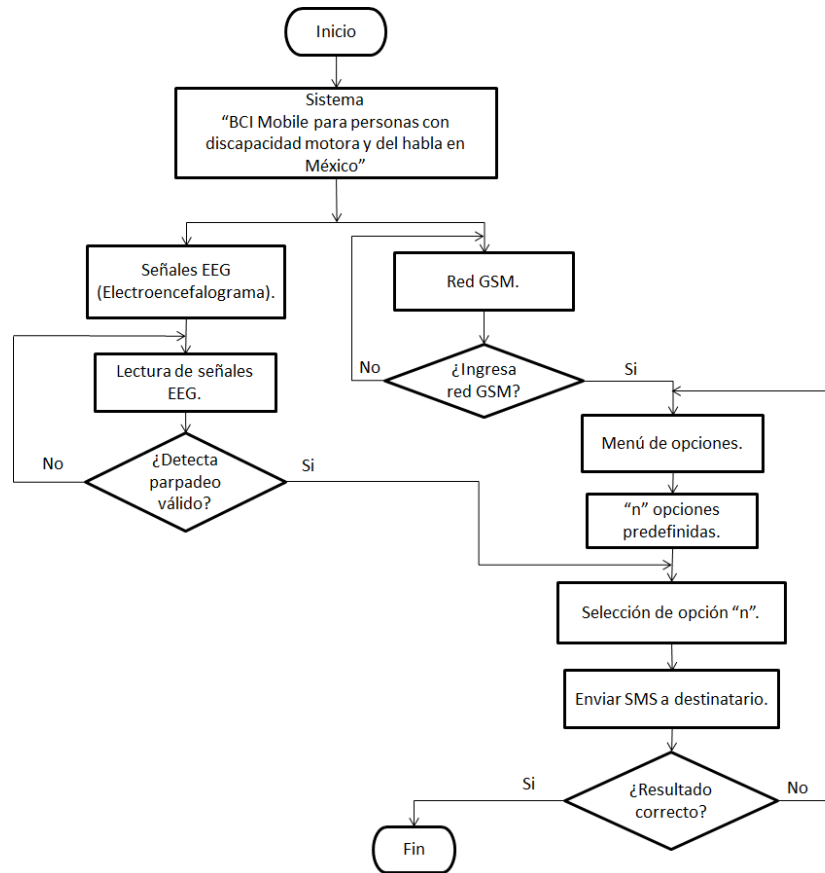 Inicio
Sistema
“BCI Mobile para personas con
discapacidad motora y del habla en
México”
Señales EEG
(Electroencefalograma).
Red GSM.
Lectura de señales
EEG.
No
¿Ingresa
red GSM?
Si
Menú de opciones.
No
¿Detecta
parpadeo
válido?
Si
“n” opciones
predefinidas.
Selección de opción “n”.
Enviar SMS a destinatario.
Si
¿Resultado
correcto?
No
Fin